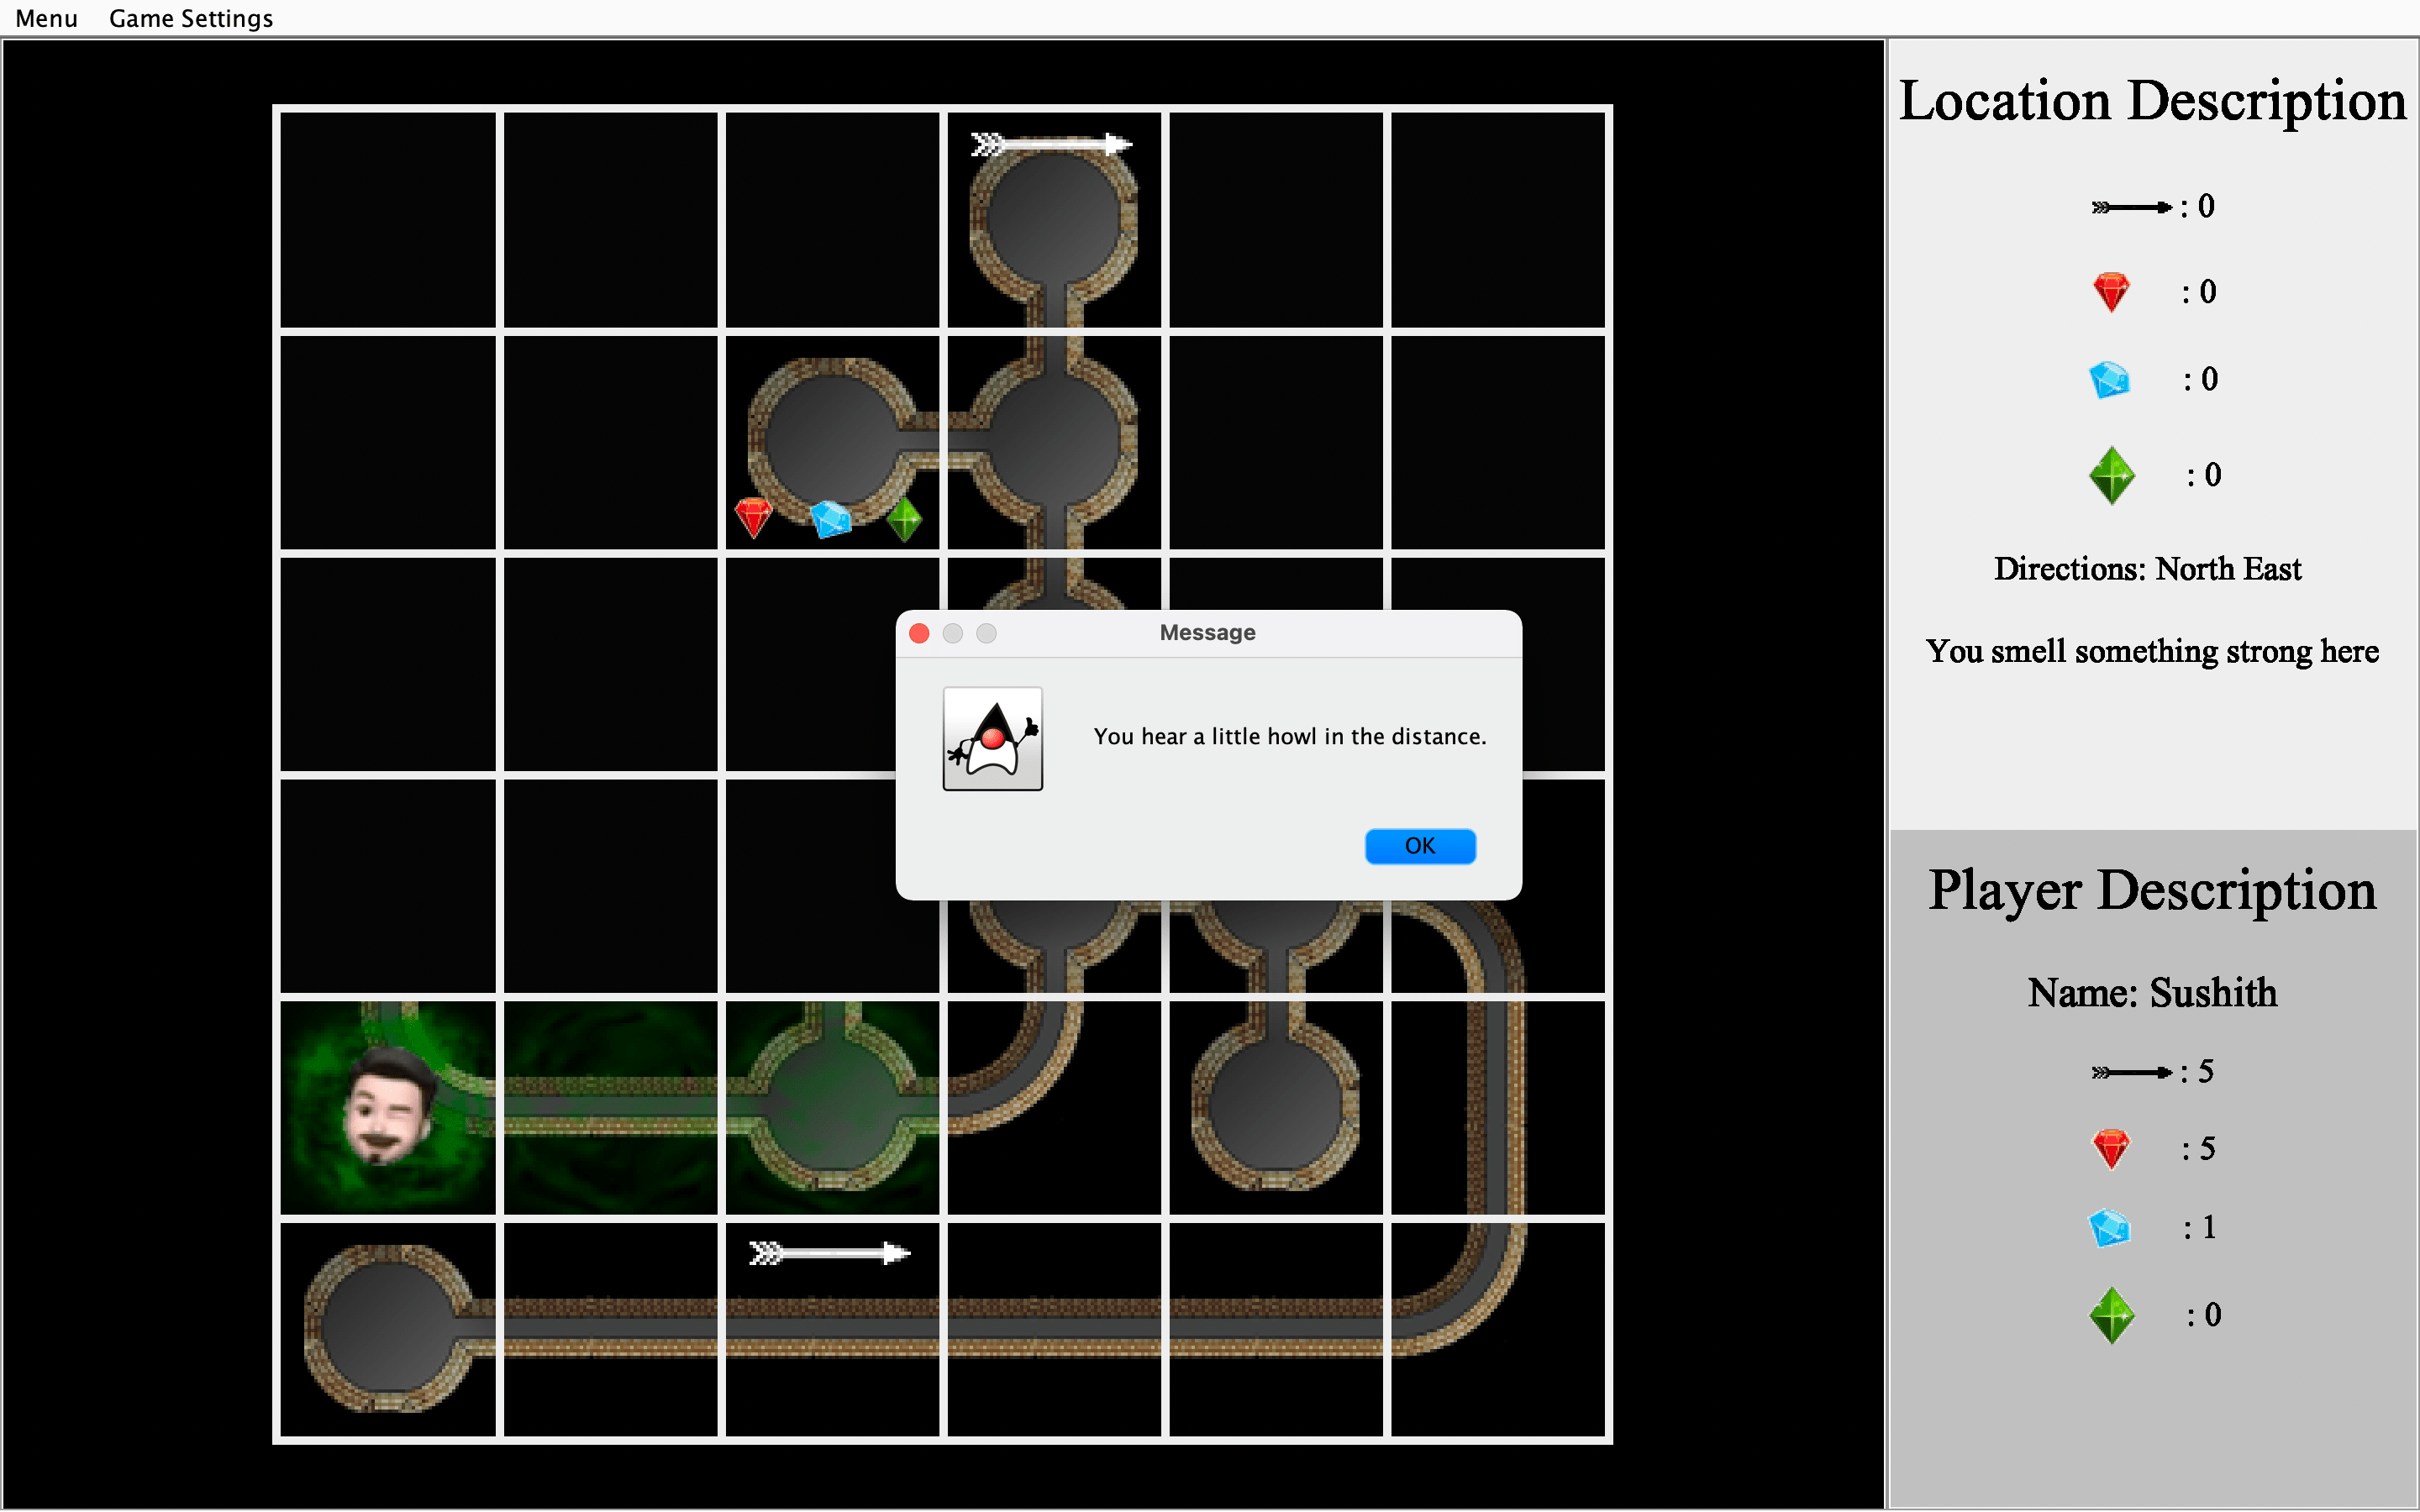 Menu Game Settings
Location Description
: 0
: 0
: 0
: 0
Directions: North East
You smell something strong here
Message
You hear a little howl in the distance.
OK
Player Description
Name: Sushith
: 5
: 5
: 1
: 0